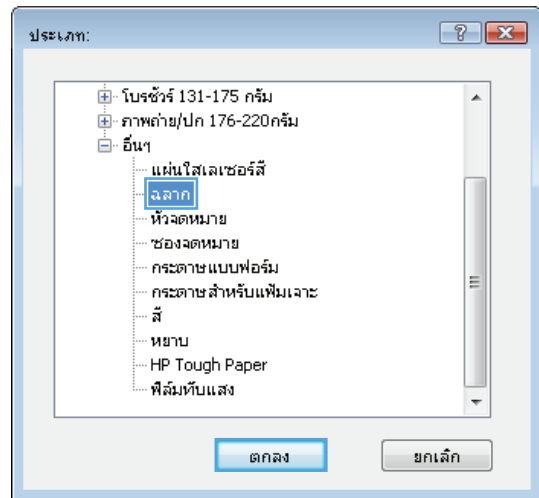 ประเภท:
โบรชัวร์ 131-175 กรัม
ภาพถ่าย/ปก 176-220กรัม
อื่นๆ
แผ่นใสเลเซอร์สี
ฉลาก
หัวจดหมาย
ซองจดหมาย
กระดาษแบบฟอร์ม
กระดาษสำหรับแฟ้มเจาะ
สี
หยาบ
HP Tough Paper
ฟิล์มทึบแสง
ตกลง
ยกเลิก